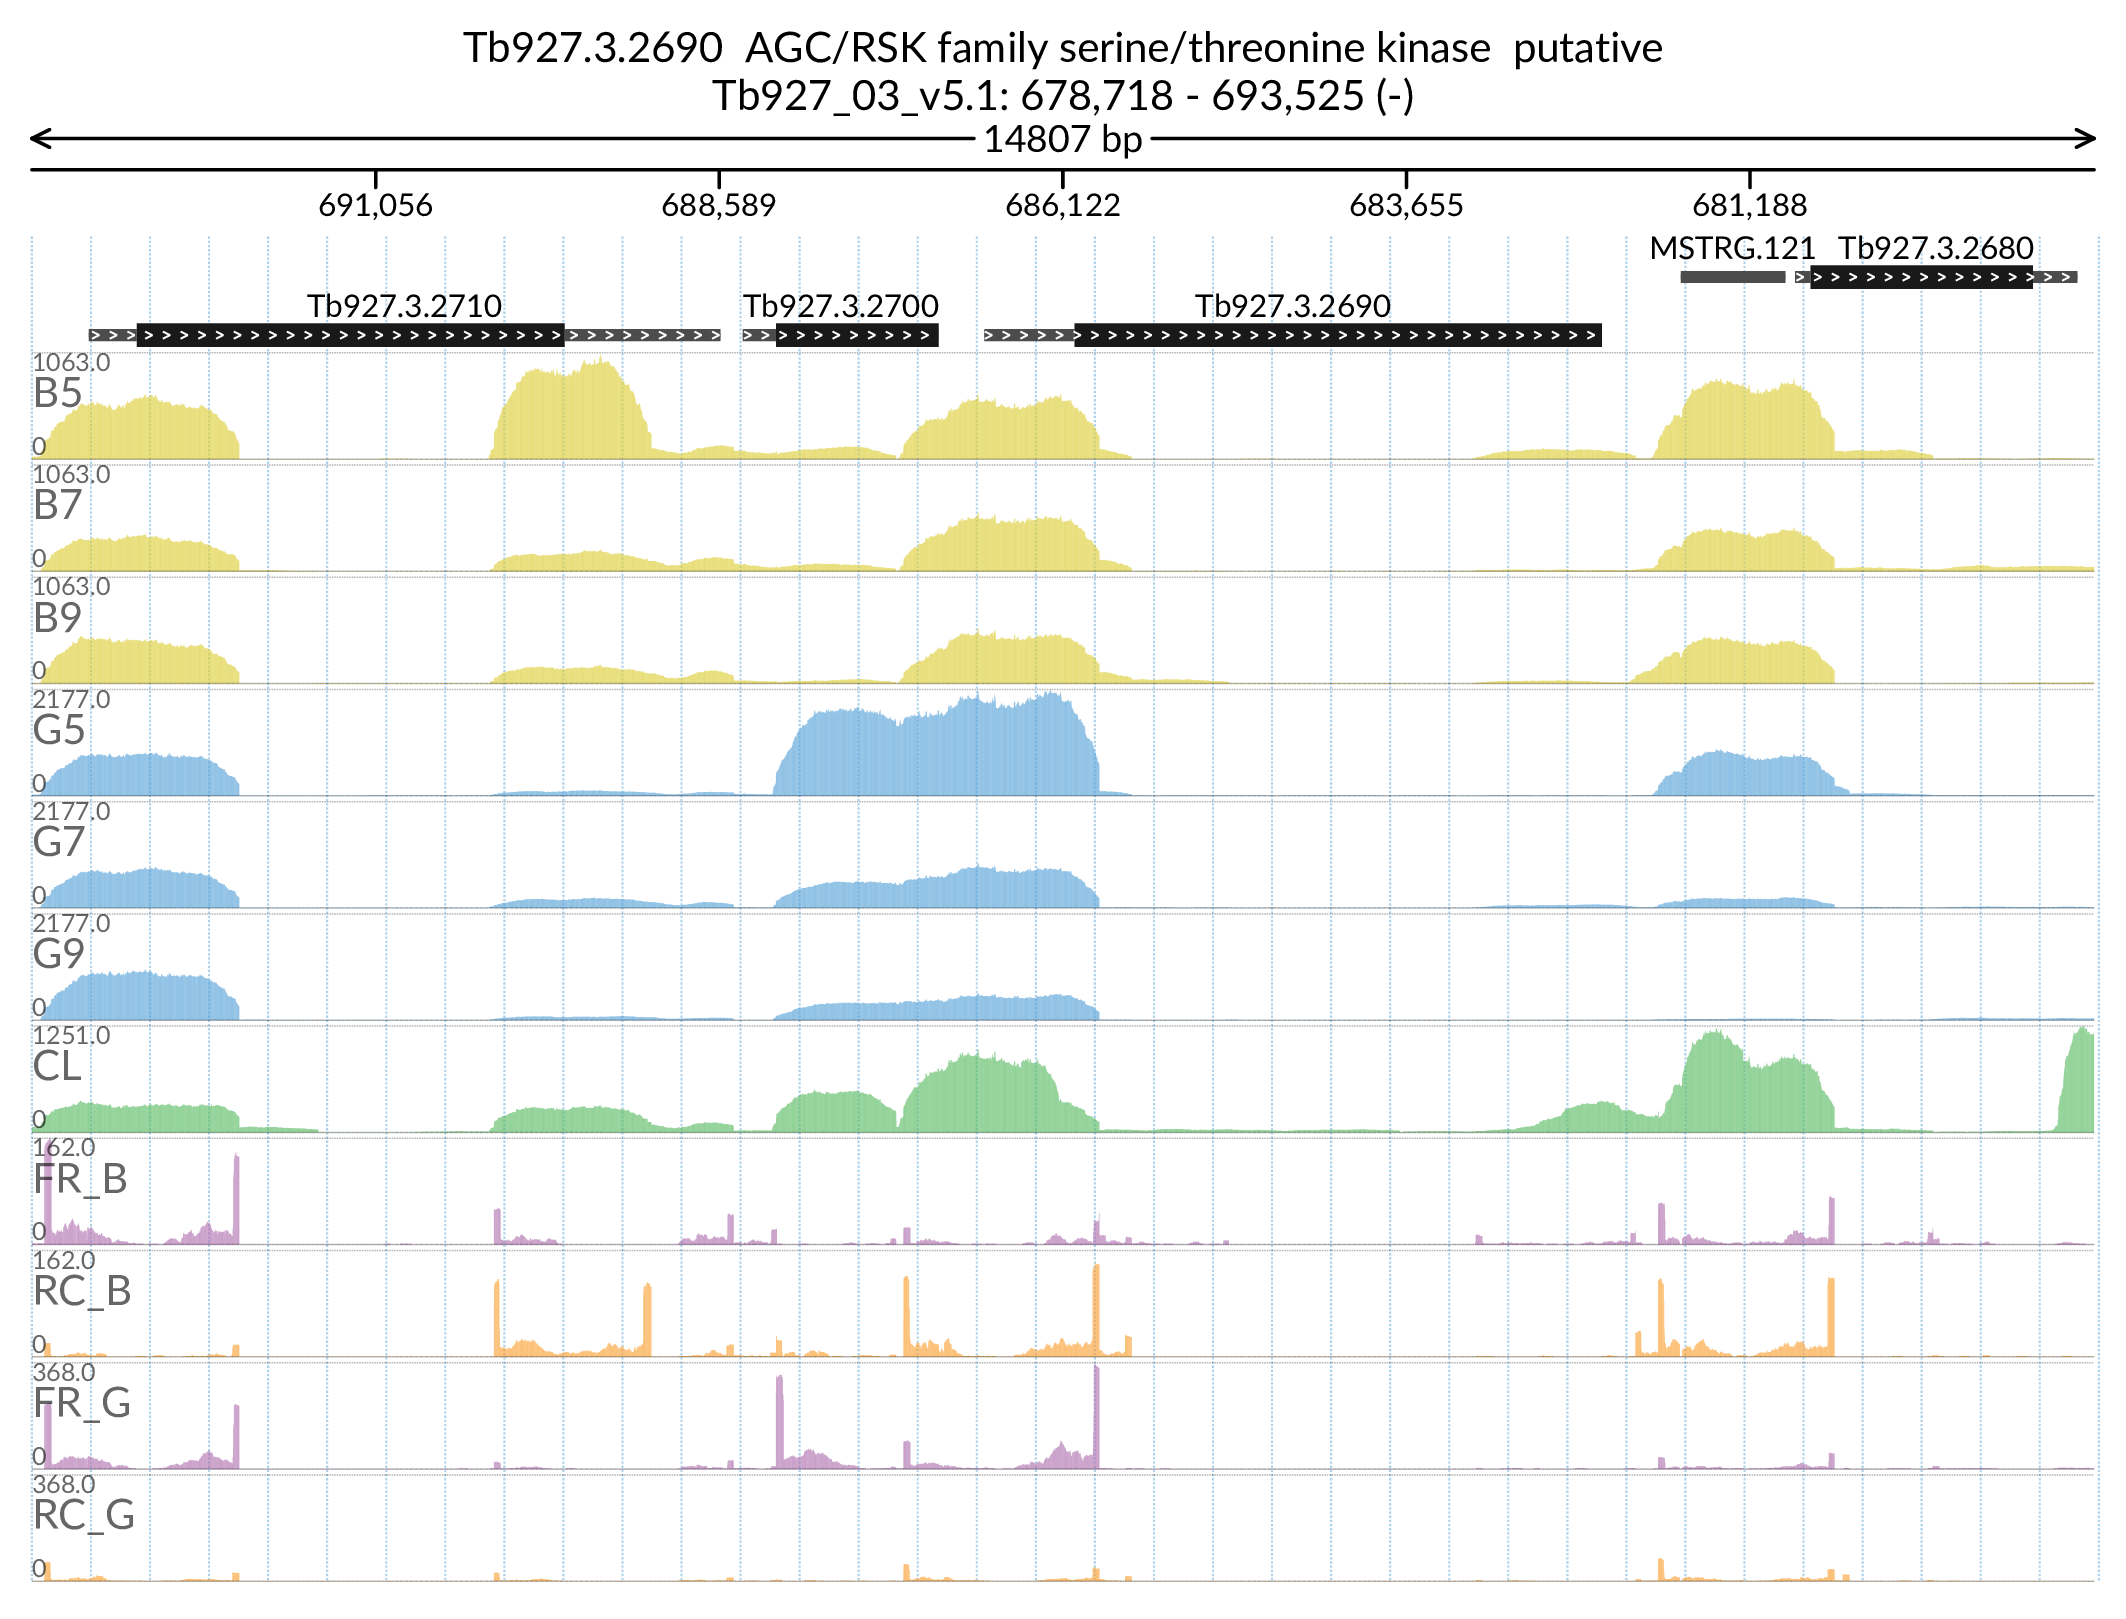 Tb927.3.2690  AGC/RSK family serine/threonine kinase  putative
Tb927_03_v5.1: 678,718 - 693,525 (-)
14807 bp
691,056 688,589 686,122 683,655 681,188
MSTRG.121 Tb927.3.2680
Tb927.3.2710 Tb927.3.2700 Tb927.3.2690
1063.0
B5
0
1063.0
B7
0
1063.0
B9
0
2177.0
G5
0
2177.0
G7
0
2177.0
G9
0
1251.0
CL
0
162.0
FR_B
0
162.0
RC_B
0
368.0
FR_G
0
368.0
RC_G
0